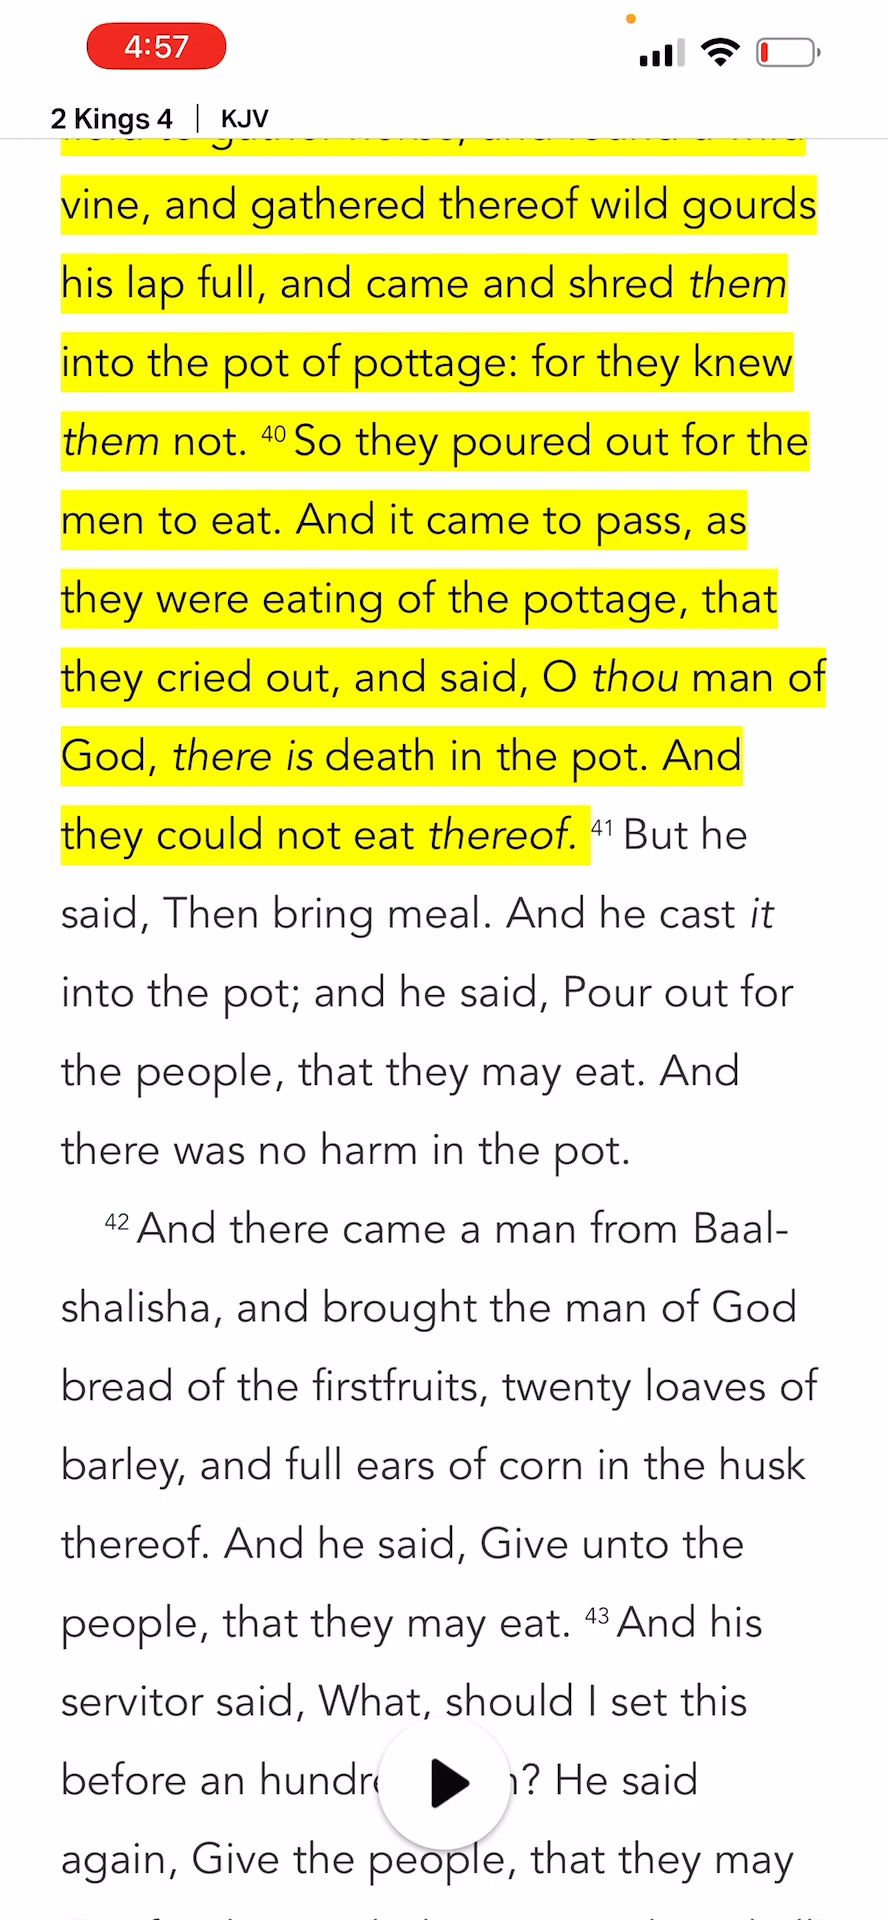 4:57
2 Kings 4 | KJV
vine, and gathered thereof wild gourds
his lap full, and came and shred them
into the pot of pottage: for they knew
them not. 40 So they poured out for the
men to eat. And it came to pass, as
they were eating of the pottage, that
they cried out, and said, O thou man of
God, there is death in the pot. And
they could not eat thereof. 41 But he
said, Then bring meal. And he cast it
into the pot; and he said, Pour out for
the people, that they may eat. And
there was no harm in the pot.
42 And there came a man from Baal-
shalisha, and brought the man of God
bread of the firstfruits, twenty loaves of
barley, and full ears of corn in the husk
thereof. And he said, Give unto the
people, that they may eat. 43 And his
servitor said, What, should I set this
before an ? He said
again, Give the people, that they may